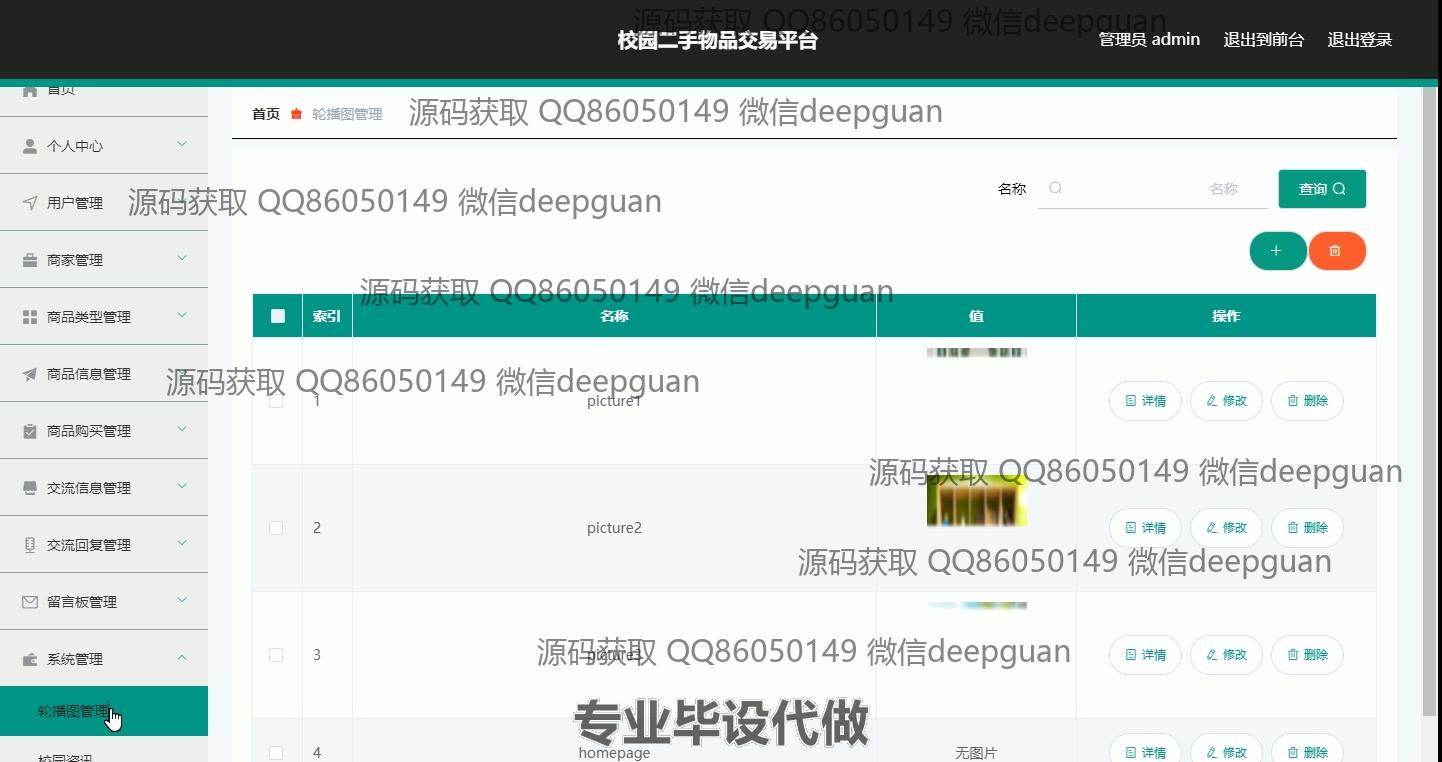 源码获取 QQ86050149 微信deepguan
校园二手物品交易平台
管理员 admin 退出到前台 退出登录
首页
首页 轮播图管理
源码获取 QQ86050149 微信deepguan
个人中心
用户管理
源码获取 QQ86050149 微信deepguan
名称 名称 查询
商家管理
源码获取 QQ86050149 微信deepguan
商品类型管理
索引 名称 值 操作
商品信息管理
源码获取 QQ86050149 微信deepguan
1 picture1 详情 修改 删除
商品购买管理
源码获取 QQ86050149 微信deepguan
交流信息管理
2 picture2 详情 修改 删除
交流回复管理
源码获取 QQ86050149 微信deepguan
留言板管理
系统管理
3 picture3 详情 修改 删除
源码获取 QQ86050149 微信deepguan
轮播图管理
专业毕设代做
校园资讯
4 homepage 无图片 详情 修改 删除